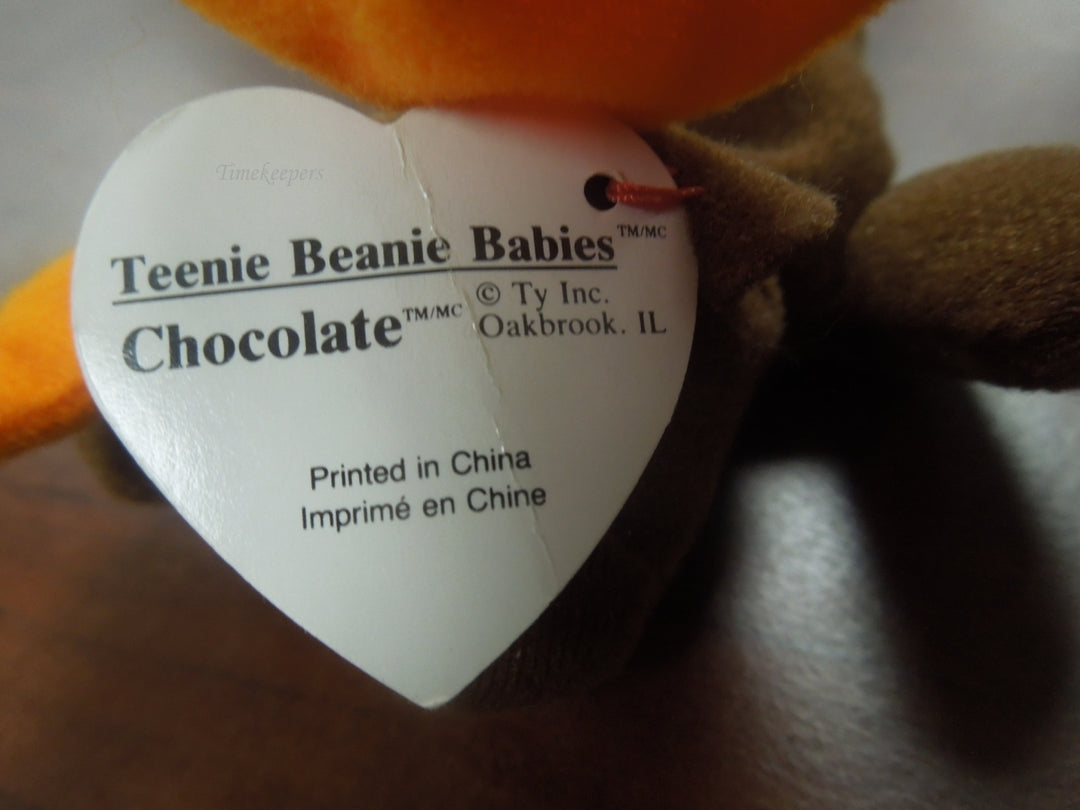 Timekeepers
Teenie Beanie Babies™/MC
Chocolate™/MC
© Ty Inc.
Oakbrook. IL
Printed in China
Imprimé en Chine